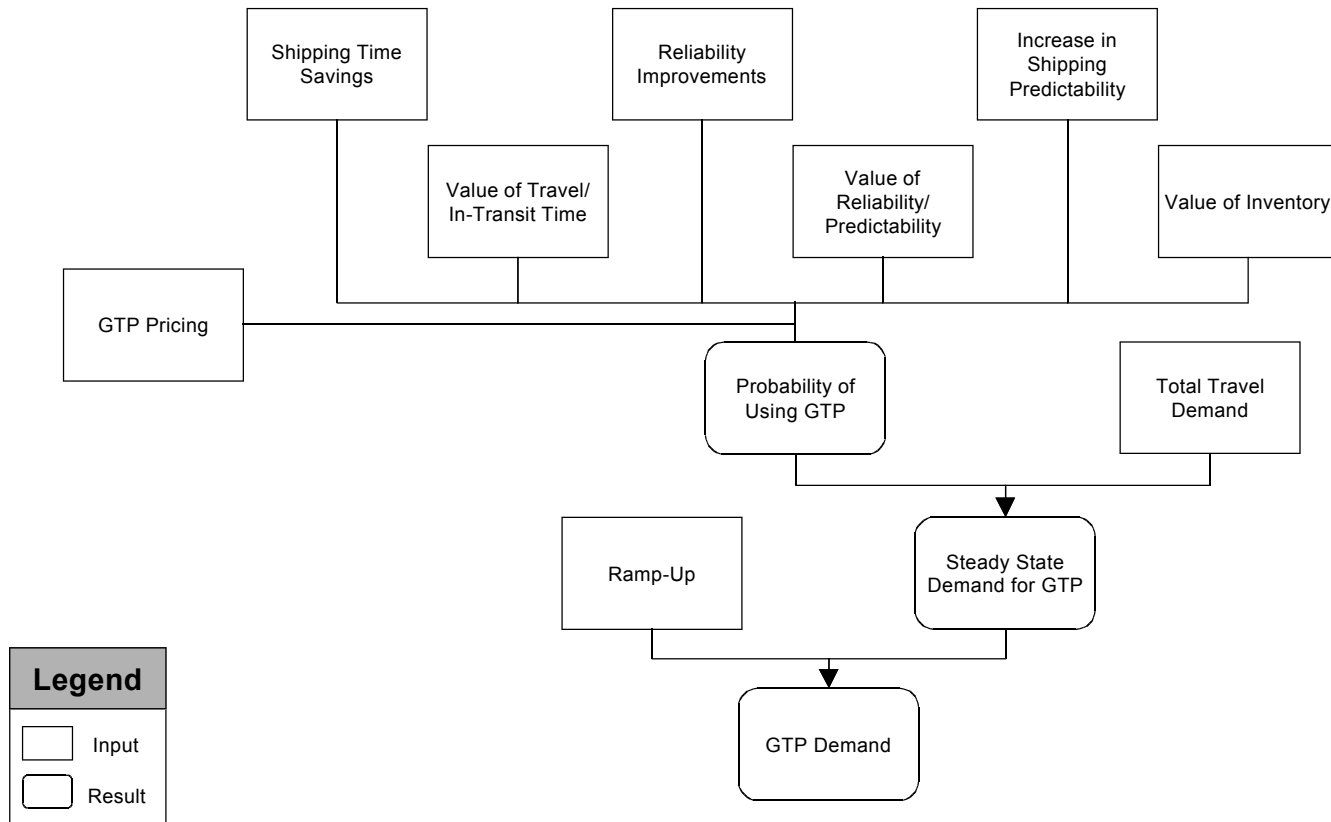 Shipping Time
Savings
Reliability
Improvements
Increase in
Shipping
Predictability
Value of Travel/
In-Transit Time
Value of
Reliability/
Predictability
Value of Inventory
GTP Pricing
Probability of
Using GTP
Total Travel
Demand
Ramp-Up
Steady State
Demand for GTP
GTP Demand
Legend
Input
Result